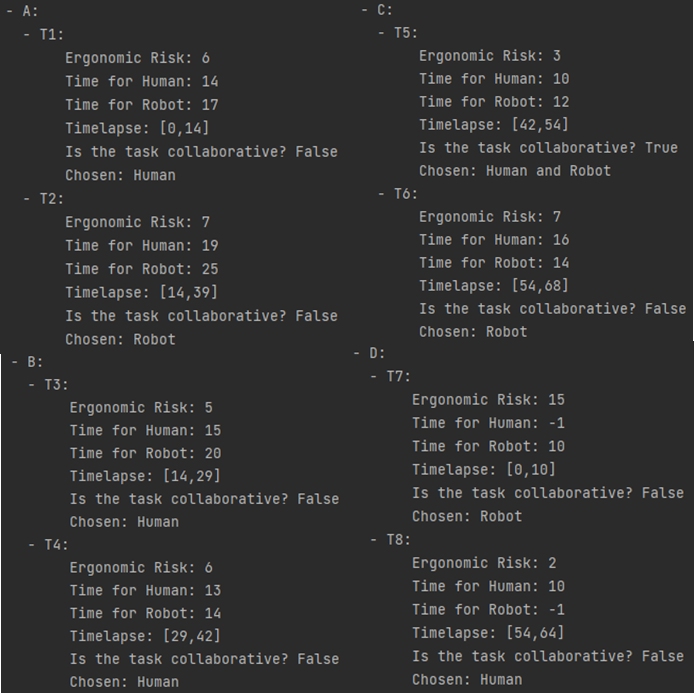 - A:
- T1:
Ergonomic Risk: 6
Time for Human: 14
Time for Robot: 17
Timelapse: [0,14]
Is the task collaborative? False
Chosen: Human
- T2:
Ergonomic Risk: 7
Time for Human: 19
Time for Robot: 25
Timelapse: [14,39]
Is the task collaborative? False
Chosen: Robot
- B:
- T3:
Ergonomic Risk: 5
Time for Human: 15
Time for Robot: 20
Timelapse: [14,29]
Is the task collaborative? False
Chosen: Human
- T4:
Ergonomic Risk: 6
Time for Human: 13
Time for Robot: 14
Timelapse: [29,42]
Is the task collaborative? False
Chosen: Human
- C:
- T5:
Ergonomic Risk: 3
Time for Human: 10
Time for Robot: 12
Timelapse: [42,54]
Is the task collaborative? True
Chosen: Human and Robot
- T6:
Ergonomic Risk: 7
Time for Human: 16
Time for Robot: 14
Timelapse: [54,68]
Is the task collaborative? False
Chosen: Robot
- D:
- T7:
Ergonomic Risk: 15
Time for Human: -1
Time for Robot: 10
Timelapse: [0,10]
Is the task collaborative? False
Chosen: Robot
- T8:
Ergonomic Risk: 2
Time for Human: 10
Time for Robot: -1
Timelapse: [54,64]
Is the task collaborative? False
Chosen: Human